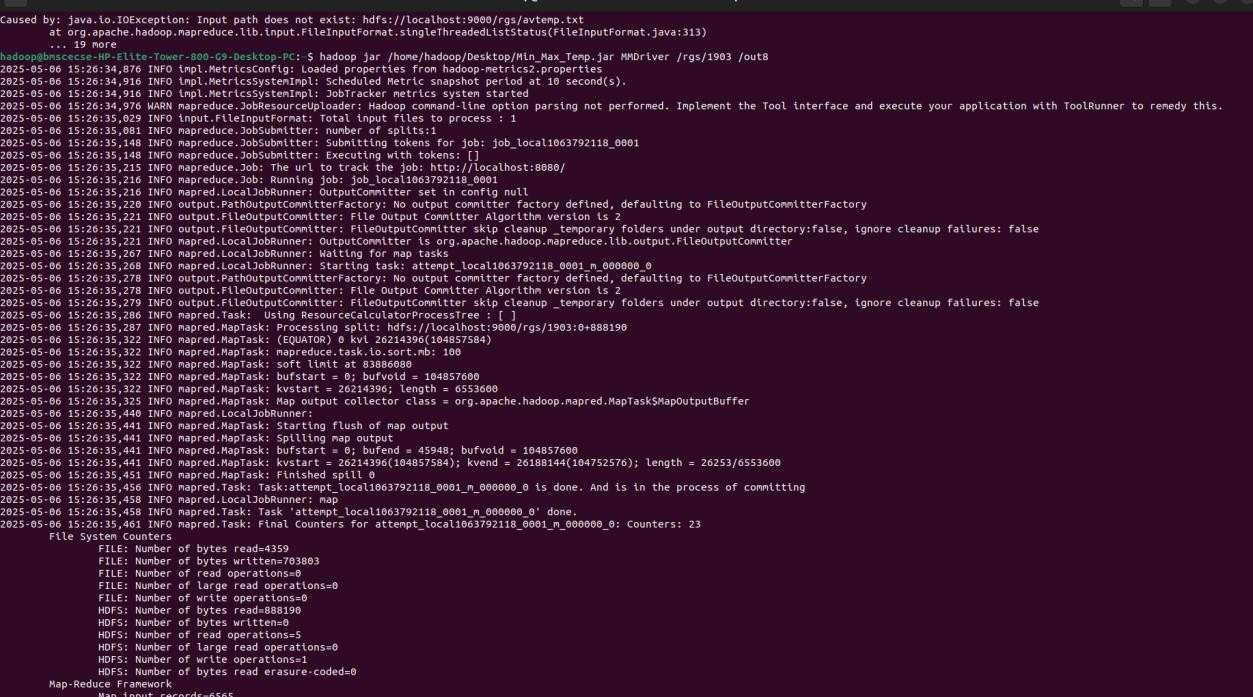 Caused by: java.io.IOException: Input path does not exist: hdfs://localhost:9000/rgs/avtemp.txt
at org.apache.hadoop.mapreduce.lib.input.FileInputFormat.singleThreadedListStatus(FileInputFormat.java:313)
... 19 more
hadoop@bmscecse-HP-Elite-Tower-800-G9-Desktop-PC:~$ hadoop jar /home/hadoop/Desktop/Min_Max_Temp.jar MMDriver /rgs/1903 /out8
2025-05-06 15:26:34,876 INFO impl.MetricsConfig: Loaded properties from hadoop-metrics2.properties
2025-05-06 15:26:34,916 INFO impl.MetricsSystemImpl: Scheduled Metric snapshot period at 10 second(s).
2025-05-06 15:26:34,916 INFO impl.MetricsSystemImpl: JobTracker metrics system started
2025-05-06 15:26:34,976 WARN mapreduce.JobResourceUploader: Hadoop command-line option parsing not performed. Implement the Tool interface and execute your application with ToolRunner to remedy this.
2025-05-06 15:26:35,029 INFO input.FileInputFormat: Total input files to process : 1
2025-05-06 15:26:35,081 INFO mapreduce.JobSubmitter: number of splits:1
2025-05-06 15:26:35,148 INFO mapreduce.JobSubmitter: Submitting tokens for job: job_local1063792118_0001
2025-05-06 15:26:35,148 INFO mapreduce.JobSubmitter: Executing with tokens: []
2025-05-06 15:26:35,215 INFO mapreduce.Job: The url to track the job: http://localhost:8080/
2025-05-06 15:26:35,216 INFO mapreduce.Job: Running job: job_local1063792118_0001
2025-05-06 15:26:35,216 INFO mapred.LocalJobRunner: OutputCommitter set in config null
2025-05-06 15:26:35,220 INFO output.PathOutputCommitterFactory: No output committer factory defined, defaulting to FileOutputCommitterFactory
2025-05-06 15:26:35,221 INFO output.FileOutputCommitter: File Output Committer Algorithm version is 2
2025-05-06 15:26:35,221 INFO output.FileOutputCommitter: FileOutputCommitter skip cleanup _temporary folders under output directory:false, ignore cleanup failures: false
2025-05-06 15:26:35,221 INFO mapred.LocalJobRunner: OutputCommitter is org.apache.hadoop.mapreduce.lib.output.FileOutputCommitter
2025-05-06 15:26:35,267 INFO mapred.LocalJobRunner: Waiting for map tasks
2025-05-06 15:26:35,268 INFO mapred.LocalJobRunner: Starting task: attempt_local1063792118_0001_m_000000_0
2025-05-06 15:26:35,278 INFO output.PathOutputCommitterFactory: No output committer factory defined, defaulting to FileOutputCommitterFactory
2025-05-06 15:26:35,278 INFO output.FileOutputCommitter: File Output Committer Algorithm version is 2
2025-05-06 15:26:35,279 INFO output.FileOutputCommitter: FileOutputCommitter skip cleanup _temporary folders under output directory:false, ignore cleanup failures: false
2025-05-06 15:26:35,286 INFO mapred.Task:  Using ResourceCalculatorProcessTree : [ ]
2025-05-06 15:26:35,287 INFO mapred.MapTask: Processing split: hdfs://localhost:9000/rgs/1903:0+888190
2025-05-06 15:26:35,322 INFO mapred.MapTask: (EQUATOR) 0 kvi 26214396(104857584)
2025-05-06 15:26:35,322 INFO mapred.MapTask: mapreduce.task.io.sort.mb: 100
2025-05-06 15:26:35,322 INFO mapred.MapTask: soft limit at 83886080
2025-05-06 15:26:35,322 INFO mapred.MapTask: bufstart = 0; bufvoid = 104857600
2025-05-06 15:26:35,322 INFO mapred.MapTask: kvstart = 26214396; length = 6553600
2025-05-06 15:26:35,325 INFO mapred.MapTask: Map output collector class = org.apache.hadoop.mapred.MapTask$MapOutputBuffer
2025-05-06 15:26:35,440 INFO mapred.LocalJobRunner:
2025-05-06 15:26:35,441 INFO mapred.MapTask: Starting flush of map output
2025-05-06 15:26:35,441 INFO mapred.MapTask: Spilling map output
2025-05-06 15:26:35,441 INFO mapred.MapTask: bufstart = 0; bufend = 45948; bufvoid = 104857600
2025-05-06 15:26:35,441 INFO mapred.MapTask: kvstart = 26214396(104857584); kvend = 26188144(104752576); length = 26253/6553600
2025-05-06 15:26:35,451 INFO mapred.MapTask: Finished spill 0
2025-05-06 15:26:35,456 INFO mapred.Task: Task:attempt_local1063792118_0001_m_000000_0 is done. And is in the process of committing
2025-05-06 15:26:35,458 INFO mapred.LocalJobRunner: map
2025-05-06 15:26:35,458 INFO mapred.Task: Task 'attempt_local1063792118_0001_m_000000_0' done.
2025-05-06 15:26:35,461 INFO mapred.Task: Final Counters for attempt_local1063792118_0001_m_000000_0: Counters: 23
File System Counters
FILE: Number of bytes read=4359
FILE: Number of bytes written=703803
FILE: Number of read operations=0
FILE: Number of large read operations=0
FILE: Number of write operations=0
HDFS: Number of bytes read=888190
HDFS: Number of bytes written=0
HDFS: Number of read operations=5
HDFS: Number of large read operations=0
HDFS: Number of write operations=1
HDFS: Number of bytes read erasure-coded=0
Map-Reduce Framework
Map input records=6565